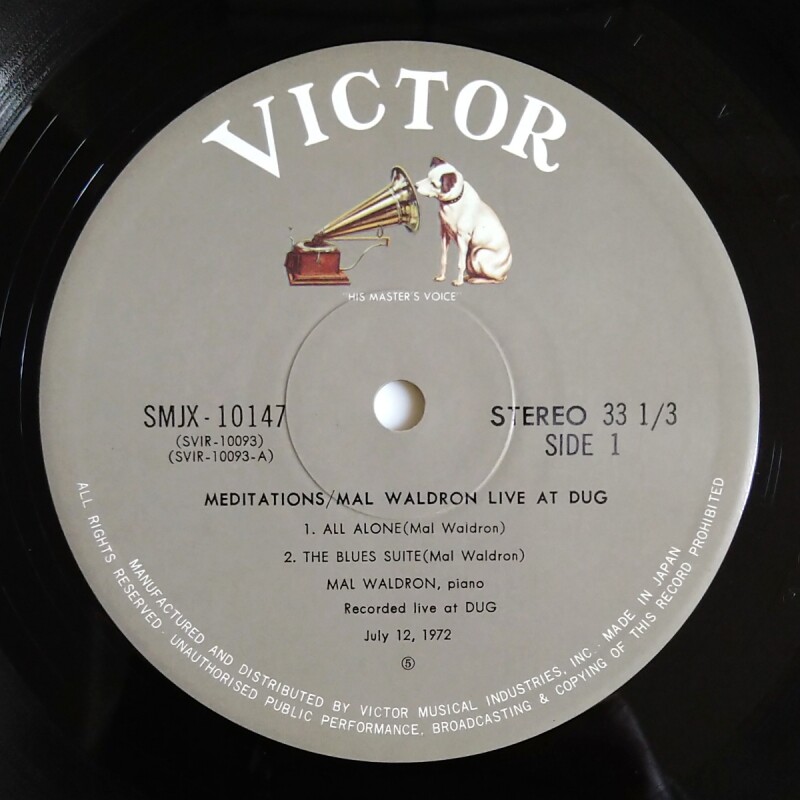 VICTOR
"HIS MASTER'S VOICE"
SMJX-10147
(SVIR-10093)
(SVIR-10093-A)
STEREO 33 1/3
SIDE 1
MEDITATIONS/MAL WALDRON LIVE AT DUG
1. ALL ALONE(Mal Waldron)
2. THE BLUES SUITE(Mal Waldron)
MAL WALDRON, piano
Recorded live at DUG
July 12, 1972
⑤
MANUFACTURED AND DISTRIBUTED BY VICTOR MUSICAL INDUSTRIES, INC. · MADE IN JAPAN
ALL RIGHTS RESERVED · UNAUTHORISED PUBLIC PERFORMANCE, BROADCASTING & COPYING OF THIS RECORD PROHIBITED